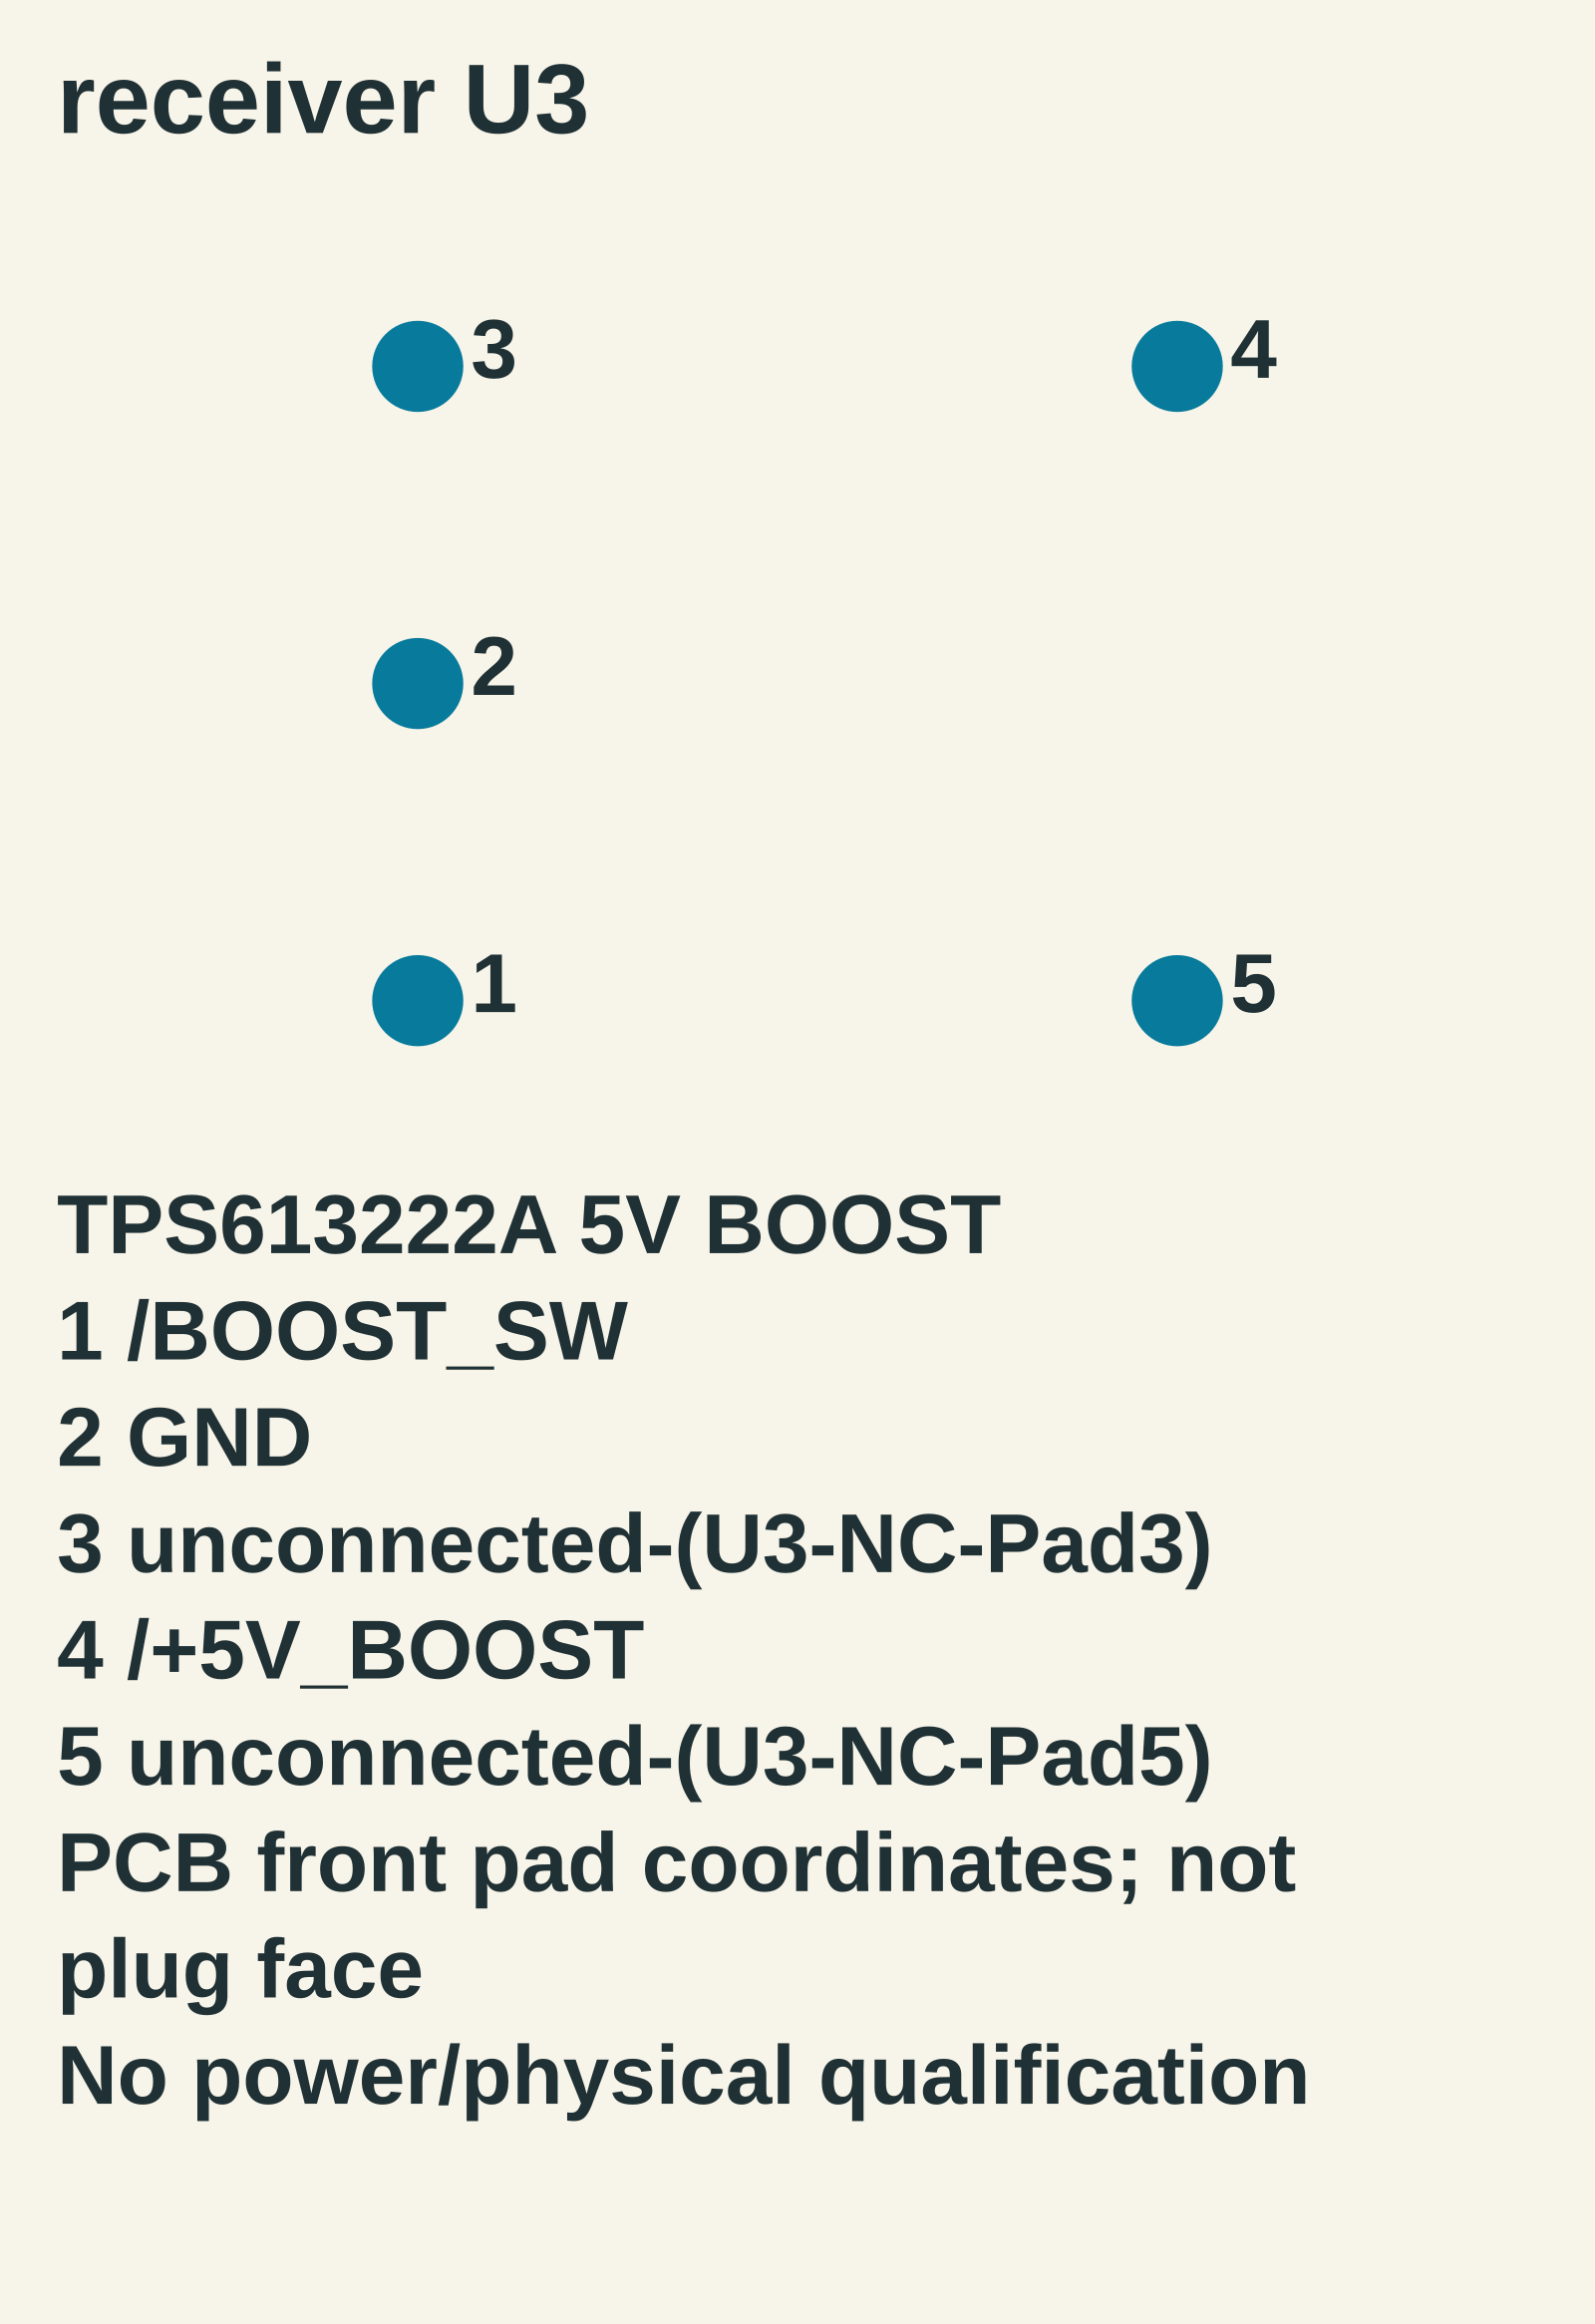 receiver U3
3 4
2
1 5
TPS613222A 5V BOOST
1 /BOOST_SW
2 GND
3 unconnected-(U3-NC-Pad3)
4 /+5V_BOOST
5 unconnected-(U3-NC-Pad5)
PCB front pad coordinates; not
plug face
No power/physical qualification